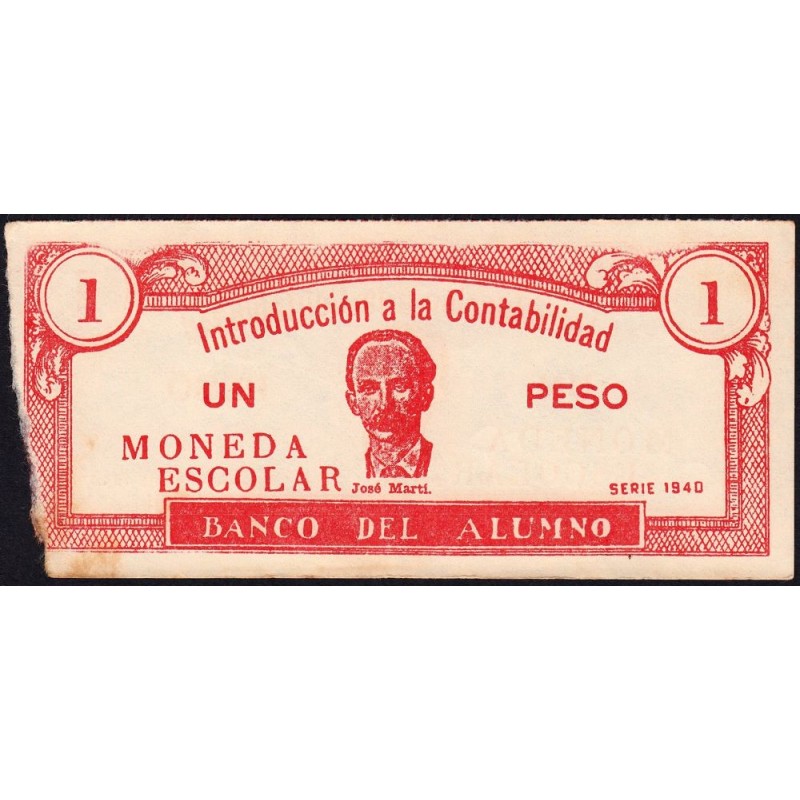 1 1
Introducción a la Contabilidad
UN PESO
MONEDA
ESCOLAR
José Martí.
SERIE 1940
BANCO DEL ALUMNO